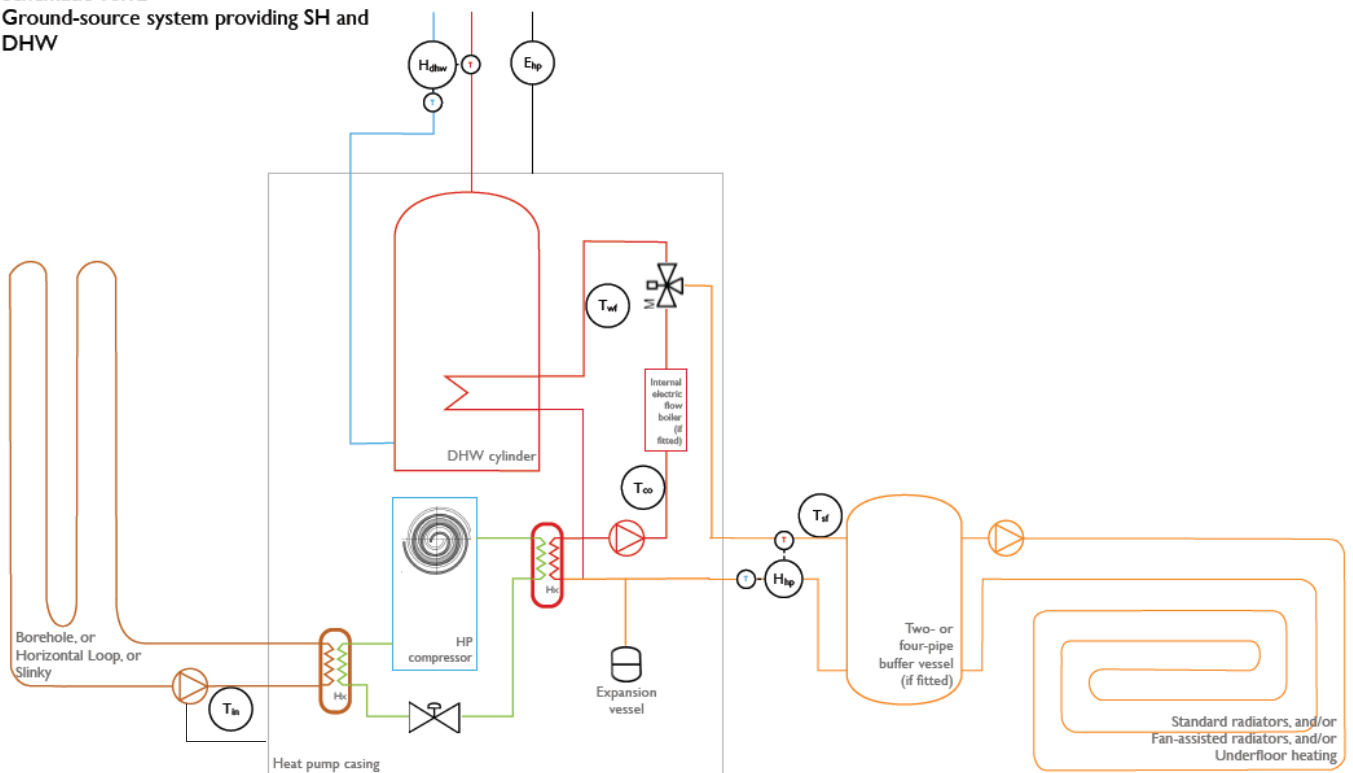 Ground-source system providing SH and
DHW
Hdhw
T
T
Ehp
Twf
M
Internal
electric
flow
boiler
(if
fitted)
DHW cylinder
Tco
Tsf
T
T
Hhp
Hx
HP
compressor
Borehole, or
Horizontal Loop, or
Slinky
Hx
Tin
Two- or
four-pipe
buffer vessel
(if fitted)
Expansion
vessel
Standard radiators, and/or
Fan-assisted radiators, and/or
Underfloor heating
Heat pump casing